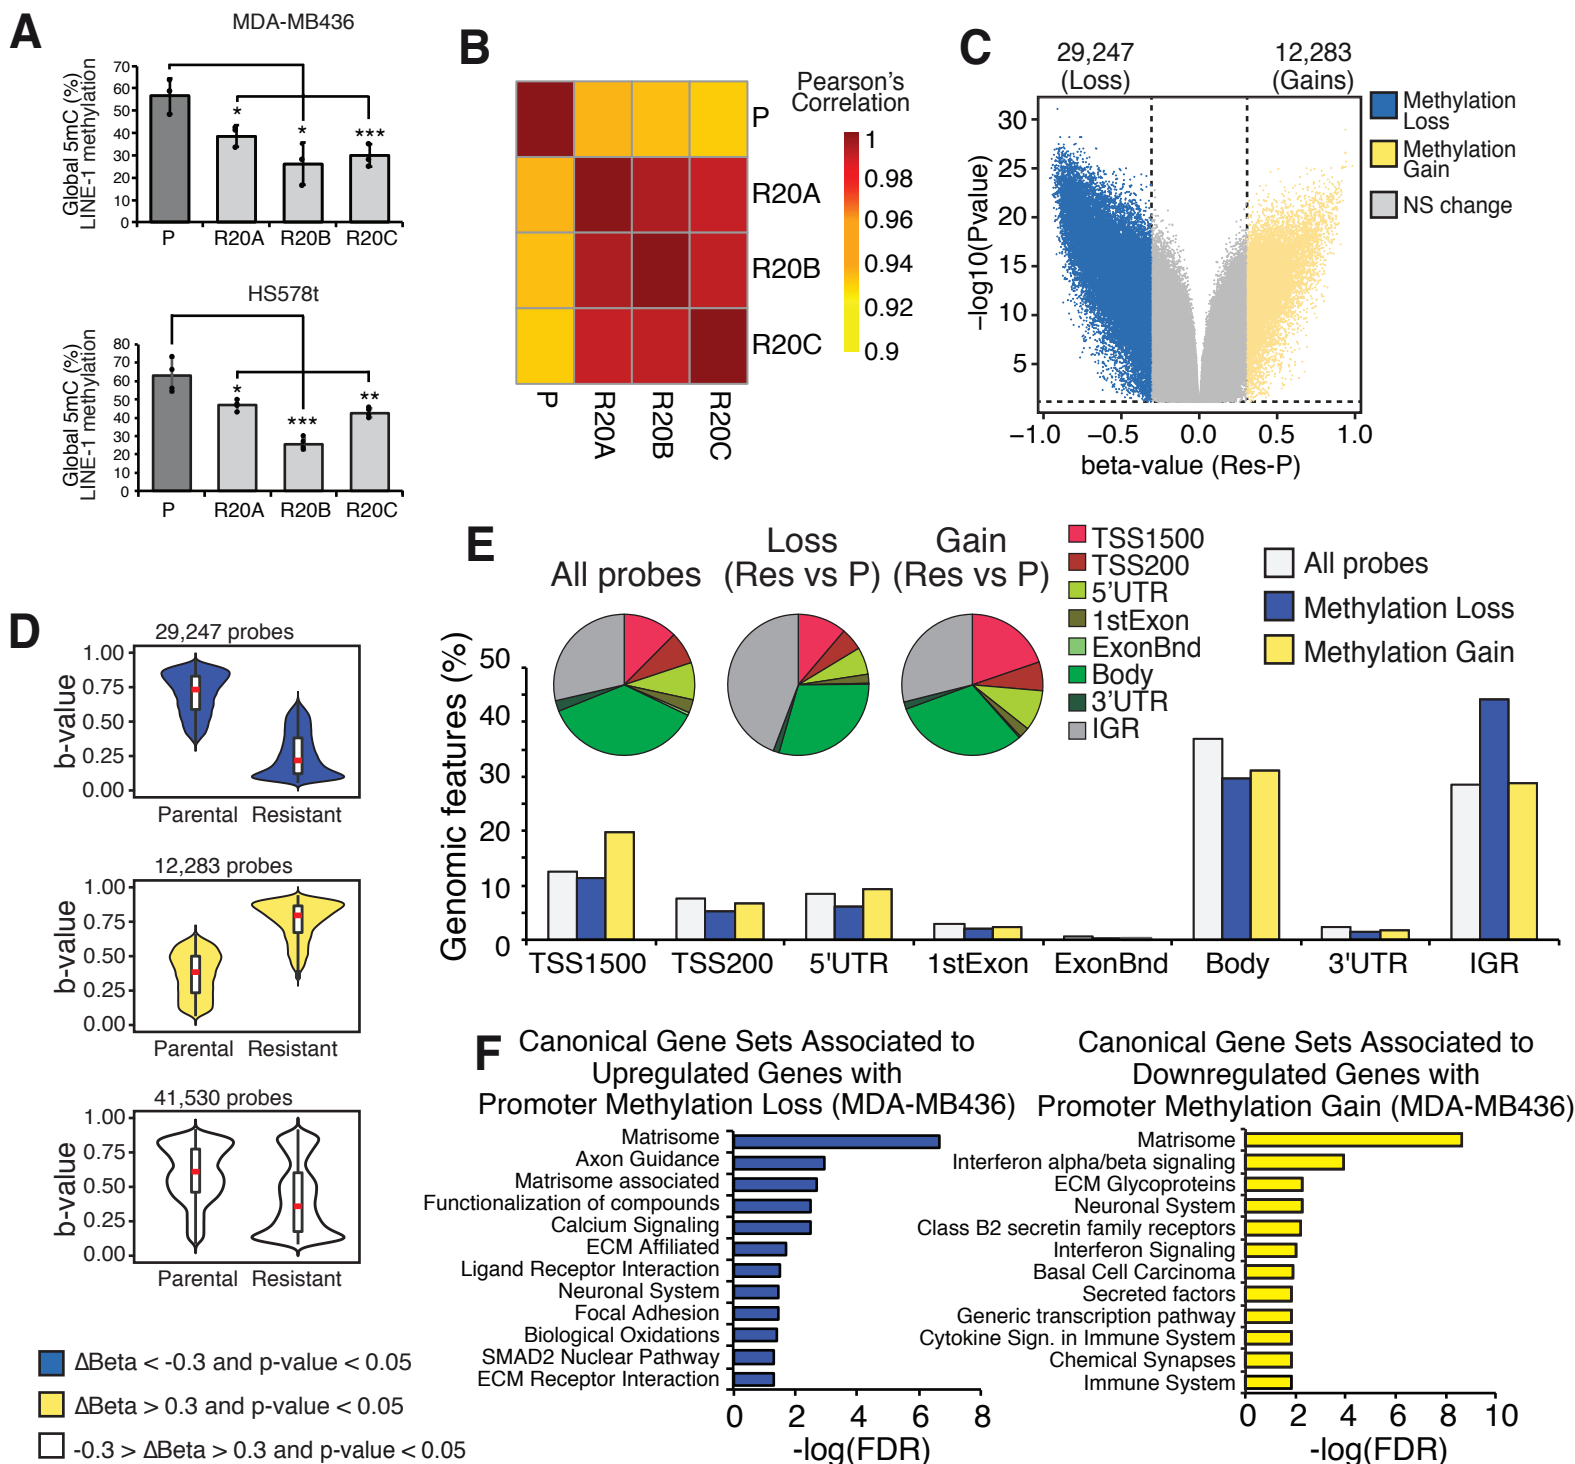 A
MDA-MB436
Global 5mC (%)
LINE-1 methylation
70
60
50
40
30
20
10
0
*
*
***
P
R20A
R20B
R20C
HS578t
Global 5mC (%)
LINE-1 methylation
80
70
60
50
40
30
20
10
0
*
***
**
P
R20A
R20B
R20C
B
P
R20A
R20B
R20C
P
R20A
R20B
R20C
Pearson's
Correlation
1
0.98
0.96
0.94
0.92
0.9
C
29,247
(Loss)
12,283
(Gains)
−log10(Pvalue)
30
25
20
15
10
5
−1.0
−0.5
0.0
0.5
1.0
beta-value (Res-P)
Methylation
Loss
Methylation
Gain
NS change
D
29,247 probes
b-value
1.00
0.75
0.50
0.25
0.00
Parental
Resistant
12,283 probes
b-value
1.00
0.75
0.50
0.25
0.00
Parental
Resistant
41,530 probes
b-value
1.00
0.75
0.50
0.25
0.00
Parental
Resistant
ΔBeta < -0.3 and p-value < 0.05
ΔBeta > 0.3 and p-value < 0.05
-0.3 > ΔBeta > 0.3 and p-value < 0.05
E
All probes
Loss
(Res vs P)
Gain
(Res vs P)
TSS1500
TSS200
5’UTR
1stExon
ExonBnd
Body
3’UTR
IGR
All probes
Methylation Loss
Methylation Gain
Genomic features (%)
50
40
30
20
10
0
TSS1500
TSS200
5'UTR
1stExon
ExonBnd
Body
3'UTR
IGR
F
Canonical Gene Sets Associated to
Upregulated Genes with
Promoter Methylation Loss (MDA-MB436)
Matrisome
Axon Guidance
Matrisome associated
Functionalization of compounds
Calcium Signaling
ECM Affiliated
Ligand Receptor Interaction
Neuronal System
Focal Adhesion
Biological Oxidations
SMAD2 Nuclear Pathway
ECM Receptor Interaction
0
2
4
6
8
-log(FDR)
Canonical Gene Sets Associated to
Downregulated Genes with
Promoter Methylation Gain (MDA-MB436)
Matrisome
Interferon alpha/beta signaling
ECM Glycoproteins
Neuronal System
Class B2 secretin family receptors
Interferon Signaling
Basal Cell Carcinoma
Secreted factors
Generic transcription pathway
Cytokine Sign. in Immune System
Chemical Synapses
Immune System
0
2
4
6
8
10
-log(FDR)